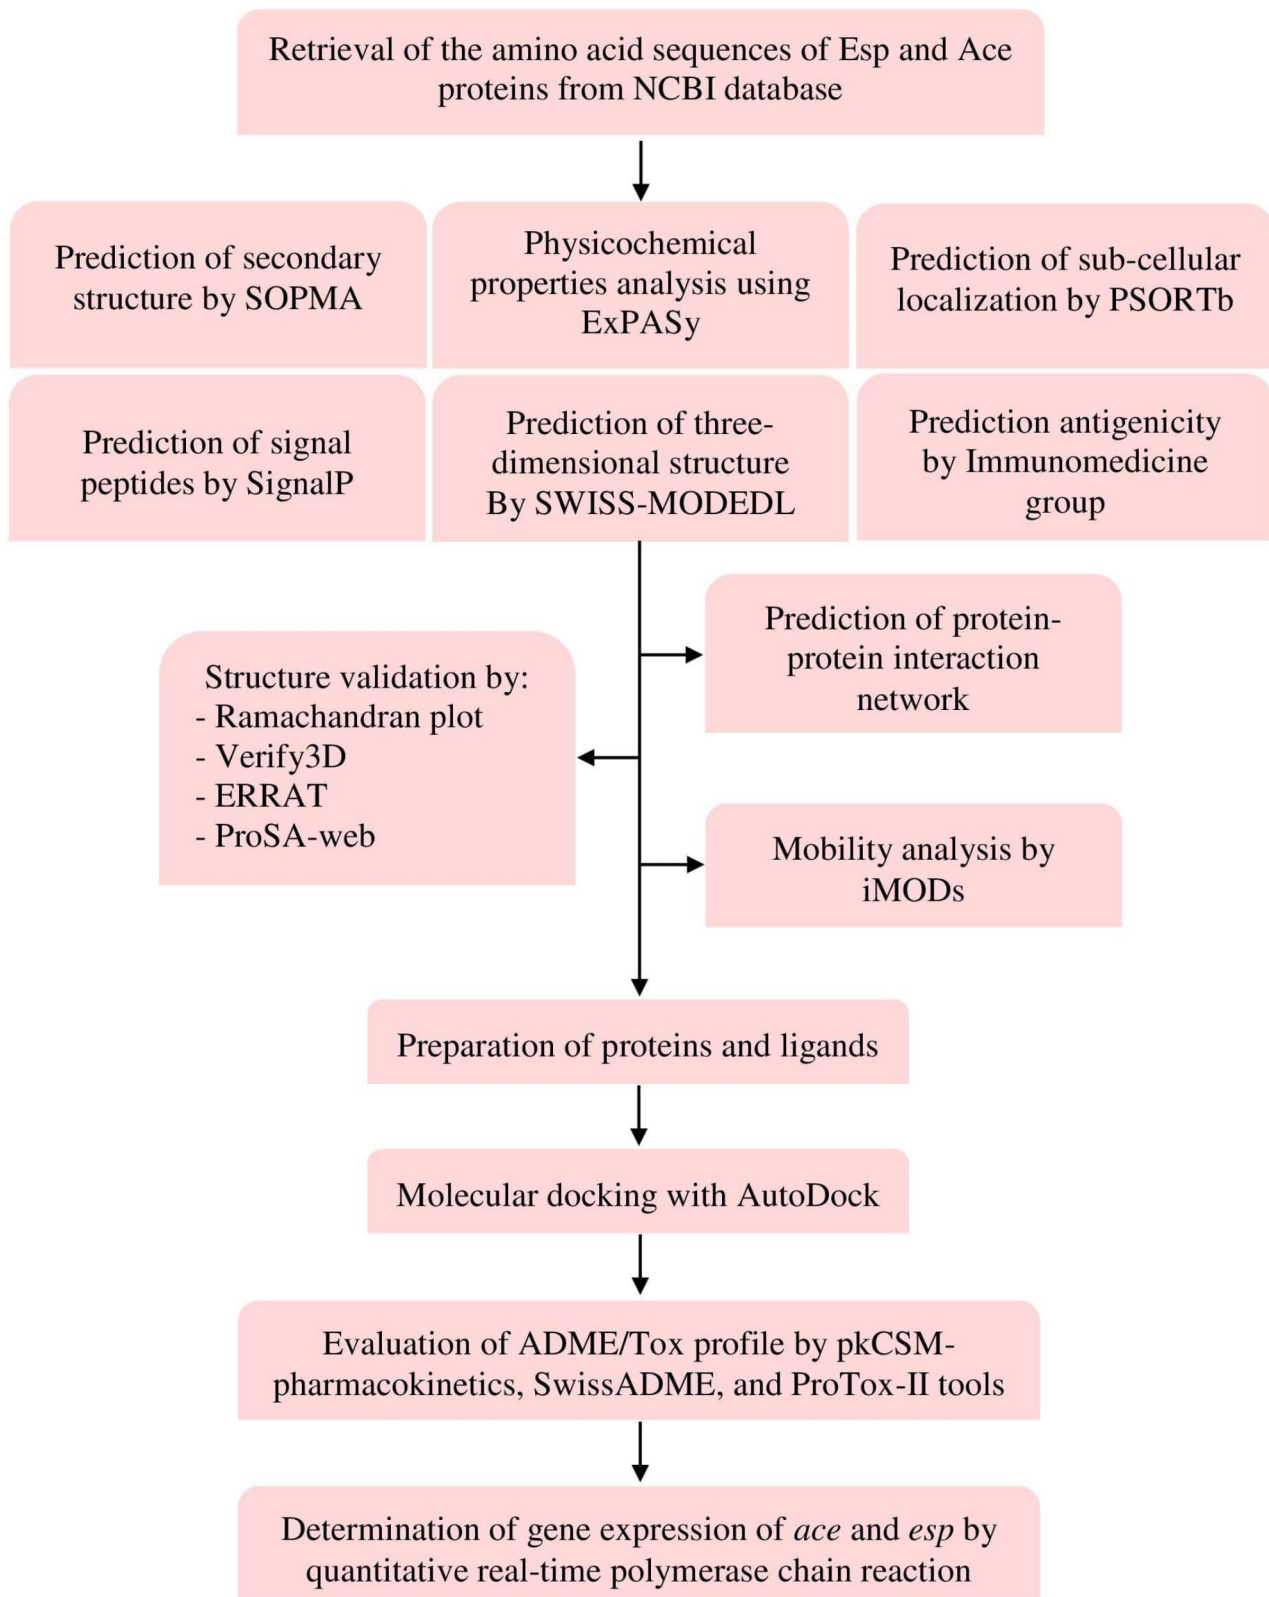 Retrieval of the amino acid sequences of Esp and Ace
proteins from NCBI database
Prediction of secondary
structure by SOPMA
Physicochemical
properties analysis using
ExPASy
Prediction of sub-cellular
localization by PSORTb
Prediction of signal
peptides by SignalP
Prediction of three-
dimensional structure
By SWISS-MODEDL
Prediction antigenicity
by Immunomedicine
group
Prediction of protein-
protein interaction
network
Structure validation by:
- Ramachandran plot
- Verify3D
- ERRAT
- ProSA-web
Mobility analysis by
iMODs
Preparation of proteins and ligands
Molecular docking with AutoDock
Evaluation of ADME/Tox profile by pkCSM-
pharmacokinetics, SwissADME, and ProTox-II tools
Determination of gene expression of ace and esp by
quantitative real-time polymerase chain reaction